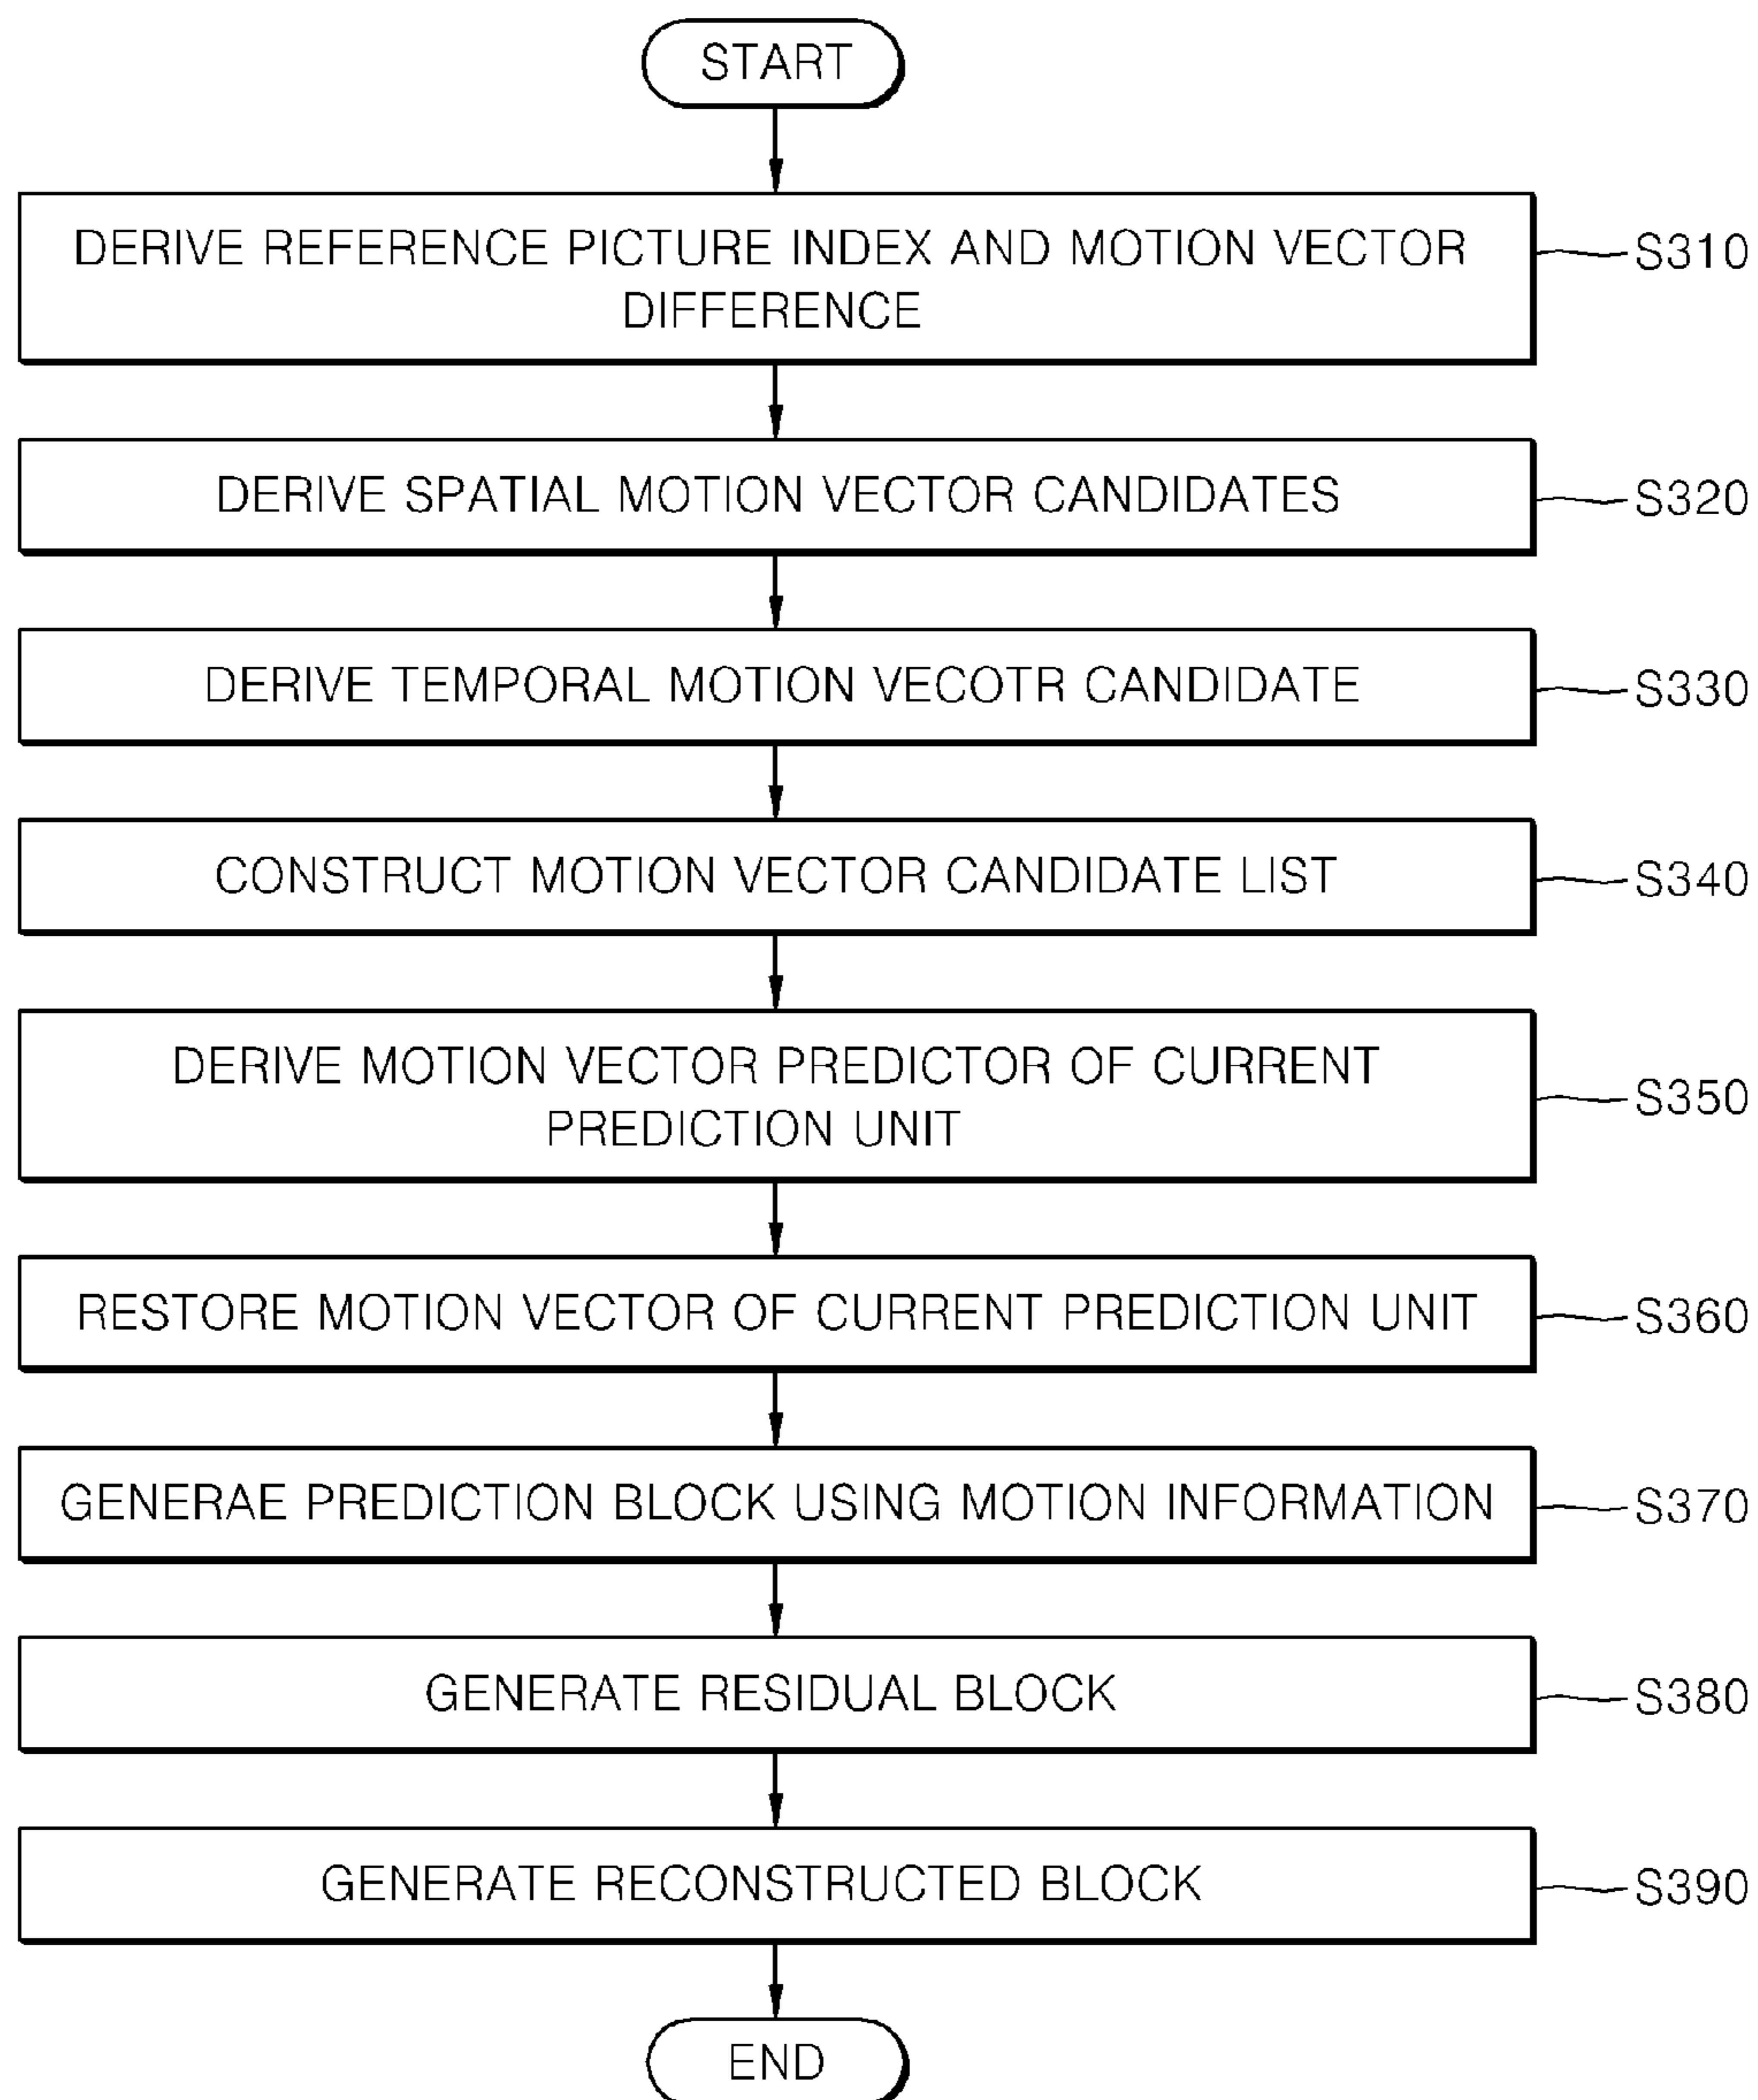 START
DERIVE REFERENCE PICTURE INDEX AND MOTION VECTOR
DIFFERENCE
S310
DERIVE SPATIAL MOTION VECTOR CANDIDATES
S320
DERIVE TEMPORAL MOTION VECOTR CANDIDATE
S330
CONSTRUCT MOTION VECTOR CANDIDATE LIST
S340
DERIVE MOTION VECTOR PREDICTOR OF CURRENT
PREDICTION UNIT
S350
RESTORE MOTION VECTOR OF CURRENT PREDICTION UNIT
S360
GENERAE PREDICTION BLOCK USING MOTION INFORMATION
S370
GENERATE RESIDUAL BLOCK
S380
GENERATE RECONSTRUCTED BLOCK
S390
END